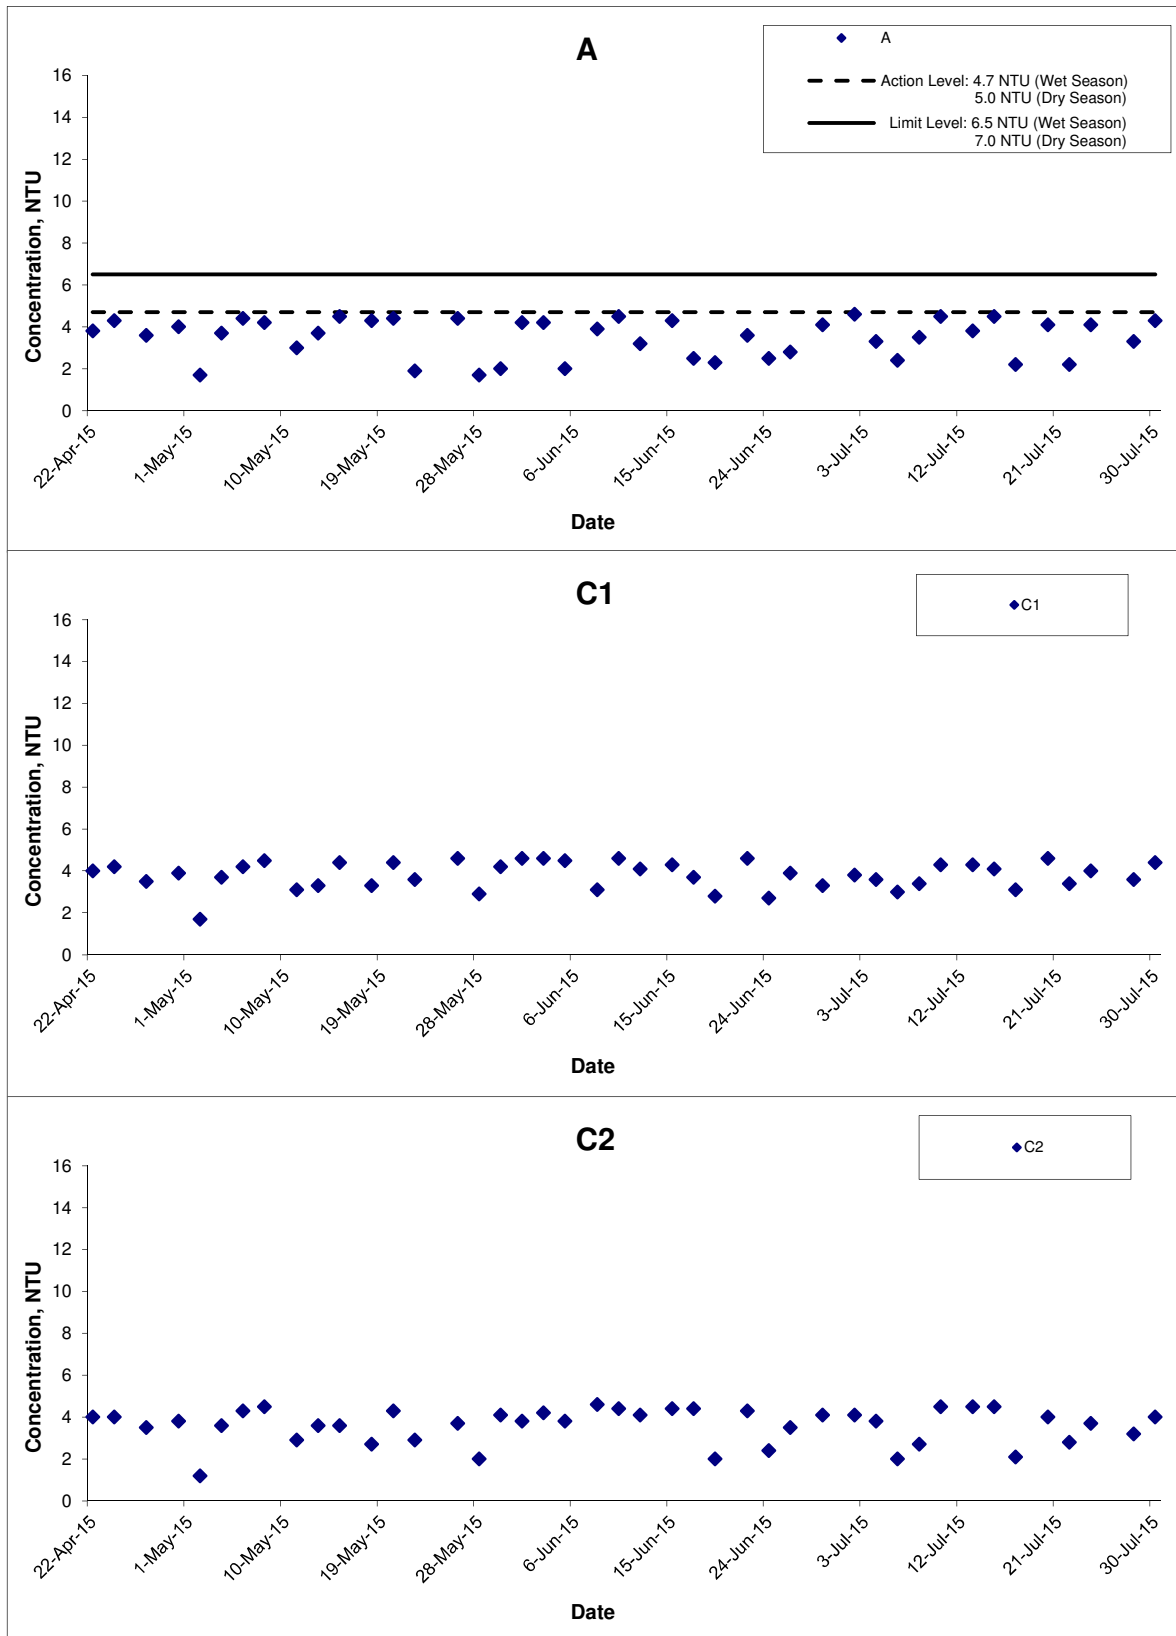 A
A
Action Level: 4.7 NTU (Wet Season)
5.0 NTU (Dry Season)
Limit Level: 6.5 NTU (Wet Season)
7.0 NTU (Dry Season)
Concentration, NTU
16
14
12
10
8
6
4
2
0
22-Apr-15
1-May-15
10-May-15
19-May-15
28-May-15
6-Jun-15
15-Jun-15
24-Jun-15
3-Jul-15
12-Jul-15
21-Jul-15
30-Jul-15
Date
C1
C1
Concentration, NTU
16
14
12
10
8
6
4
2
0
22-Apr-15
1-May-15
10-May-15
19-May-15
28-May-15
6-Jun-15
15-Jun-15
24-Jun-15
3-Jul-15
12-Jul-15
21-Jul-15
30-Jul-15
Date
C2
C2
Concentration, NTU
16
14
12
10
8
6
4
2
0
22-Apr-15
1-May-15
10-May-15
19-May-15
28-May-15
6-Jun-15
15-Jun-15
24-Jun-15
3-Jul-15
12-Jul-15
21-Jul-15
30-Jul-15
Date